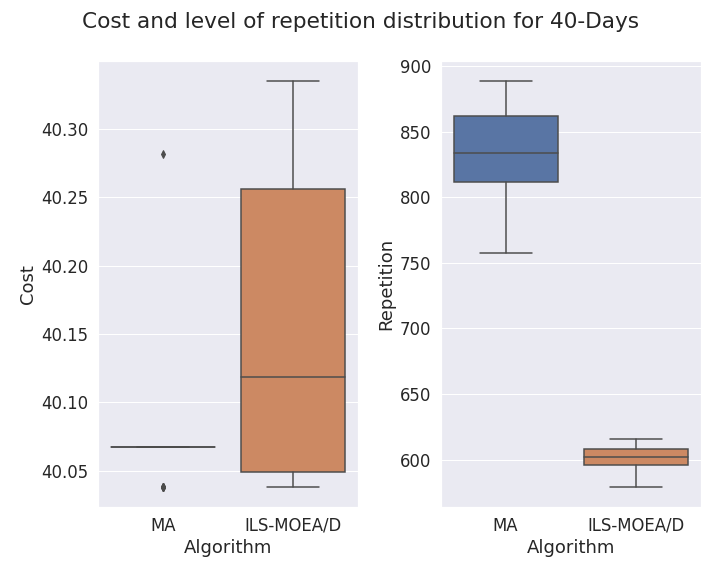 Cost and level of repetition distribution for 40-Days
Cost
40.30
40.25
40.20
40.15
40.10
40.05
MA
ILS-MOEA/D
Algorithm
Repetition
900
850
800
750
700
650
600
MA
ILS-MOEA/D
Algorithm